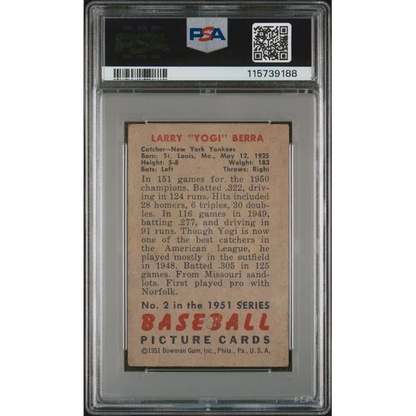 PSA
115739188
LARRY "YOGI" BERRA
Catcher—New York Yankees
Born: St. Louis, Mo., May 12, 1925
Height: 5-8 Weight: 183
Bats: Left Throws: Right
In 151 games for the 1950
champions. Batted .322, driv-
ing in 124 runs. Hits included
28 homers, 6 triples, 30 dou-
bles. In 116 games in 1949,
batting .277, and driving in
91 runs. Though Yogi is now
one of the best catchers in
the American League, he
played mostly in the outfield
in 1948. Batted .305 in 125
games. From Missouri sand-
lots. First played pro with
Norfolk.
No. 2 in the 1951 SERIES
BASEBALL
PICTURE CARDS
©1951 Bowman Gum, Inc., Phila., Pa., U.S.A.